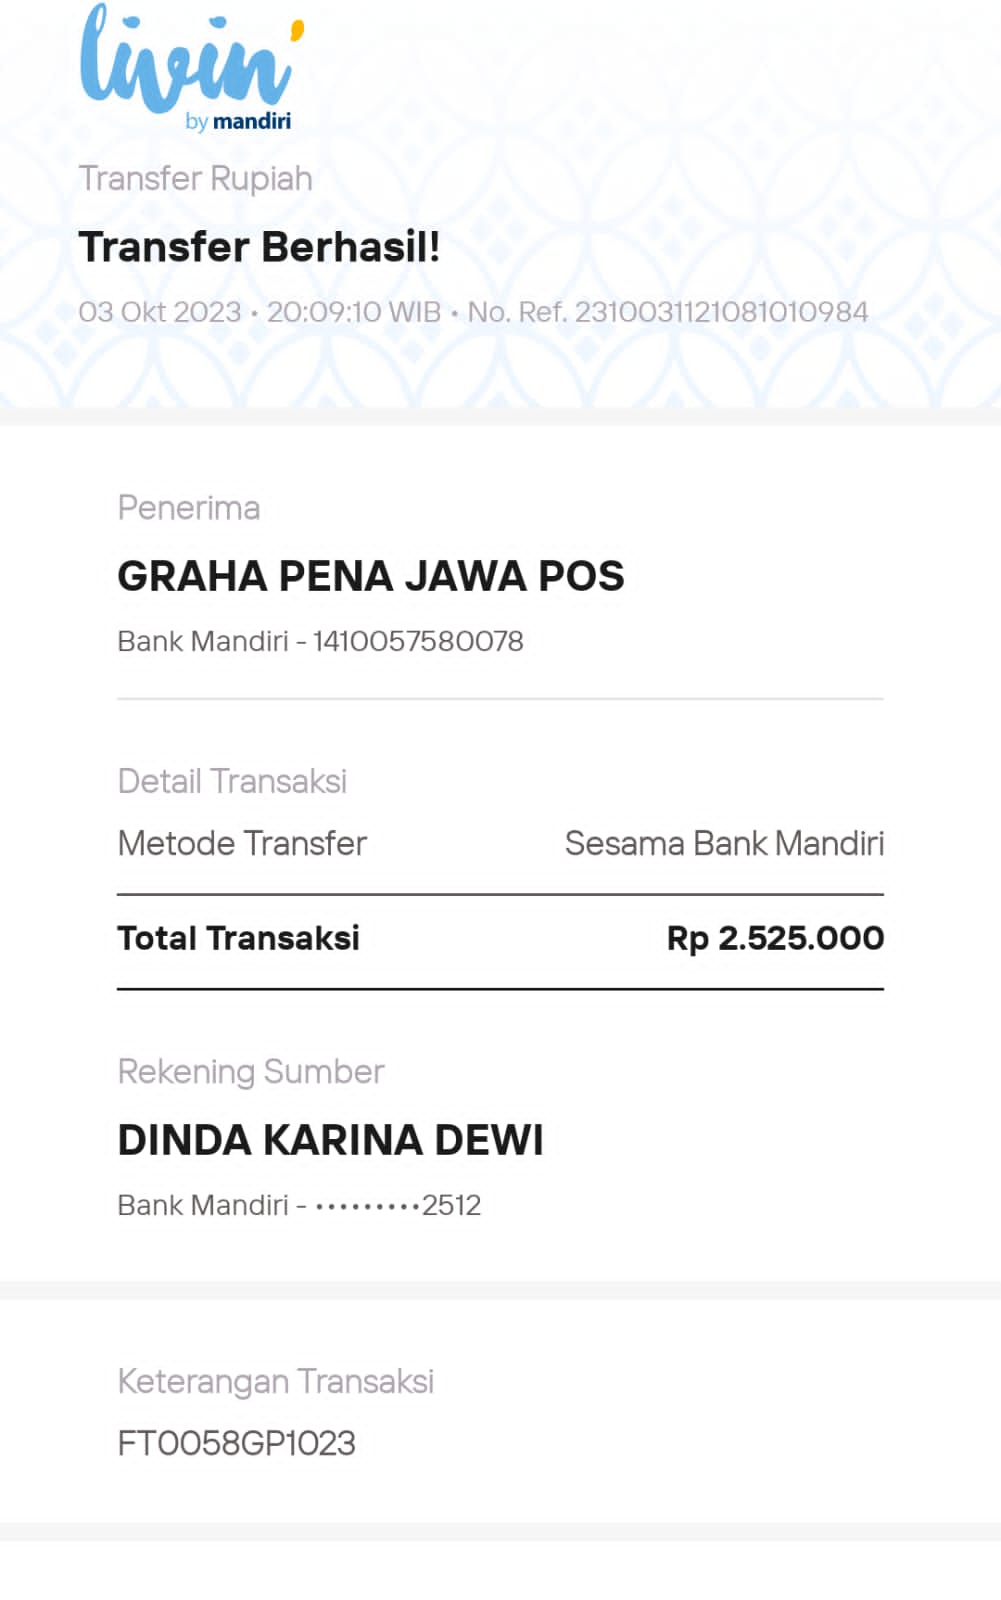 livin'
by mandiri
Transfer Rupiah
Transfer Berhasil!
03 Okt 2023 • 20:09:10 WIB • No. Ref. 2310031121081010984
Penerima
GRAHA PENA JAWA POS
Bank Mandiri - 1410057580078
Detail Transaksi
Metode Transfer Sesama Bank Mandiri
Total Transaksi Rp 2.525.000
Rekening Sumber
DINDA KARINA DEWI
Bank Mandiri - •••••••••2512
Keterangan Transaksi
FT0058GP1023